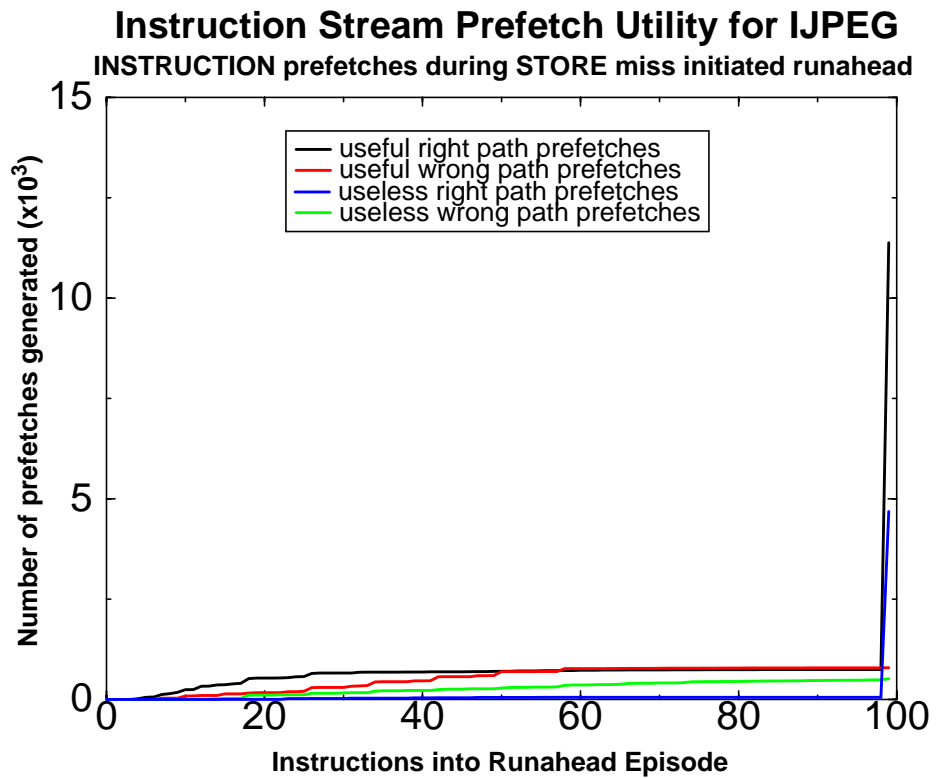 Instruction Stream Prefetch Utility for IJPEG
INSTRUCTION prefetches during STORE miss initiated runahead
15
10
5
0
Number of prefetches generated (x10³)
useful right path prefetches
useful wrong path prefetches
useless right path prefetches
useless wrong path prefetches
0 20 40 60 80 100
Instructions into Runahead Episode